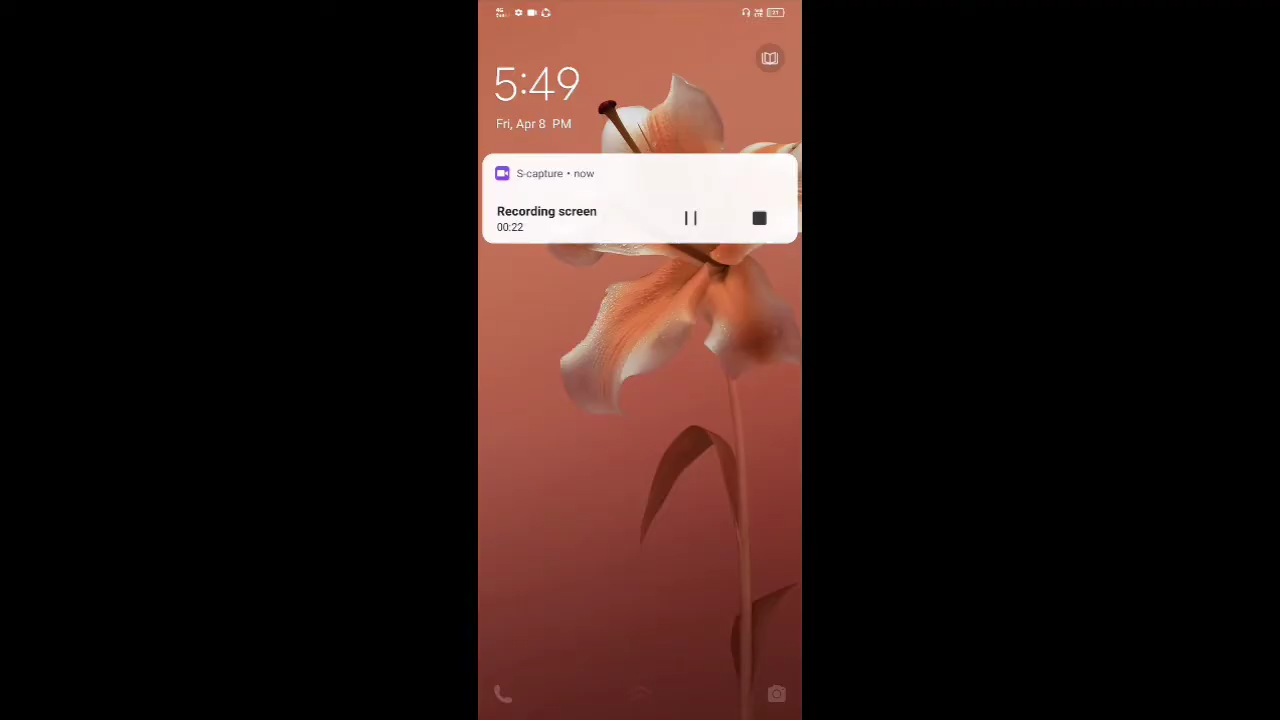 5:49
Fri, Apr 8 PM
S-capture • now
Recording screen
00:22